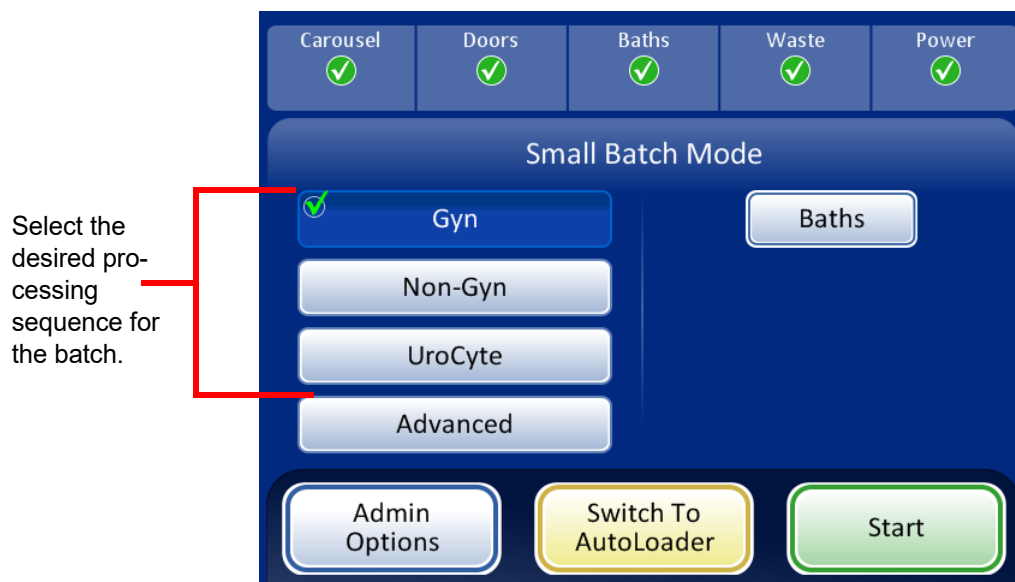 Carousel
Doors
Baths
Waste
Power
Small Batch Mode
Select the
desired pro-
cessing
sequence for
the batch.
Gyn
Non-Gyn
UroCyte
Advanced
Baths
Admin
Options
Switch To
AutoLoader
Start